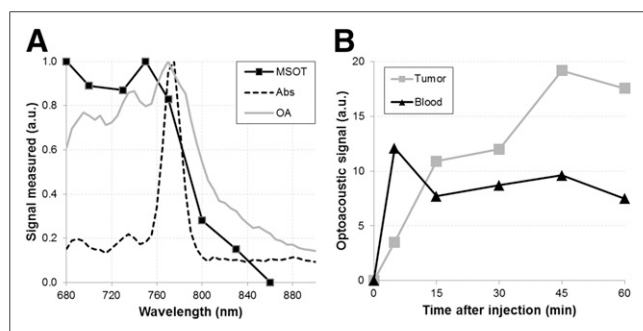 A
B
1.0
0.8
0.6
0.4
0.2
0.0
680
720
760
800
840
880
Signal measured (a.u.)
Wavelength (nm)
MSOT
Abs
OA
20
15
10
5
0
0
15
30
45
60
Optoacoustic signal (a.u.)
Time after injection (min)
Tumor
Blood